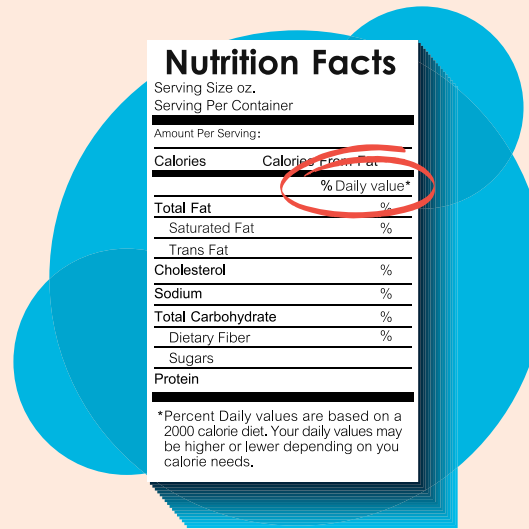 Nutrition Facts
Serving Size oz.
Serving Per Container
Amount Per Serving:
Calories Calories From Fat
% Daily value*
Total Fat %
Saturated Fat %
Trans Fat
Cholesterol %
Sodium %
Total Carbohydrate %
Dietary Fiber %
Sugars
Protein
*Percent Daily values are based on a
2000 calorie diet. Your daily values may
be higher or lower depending on you
calorie needs.